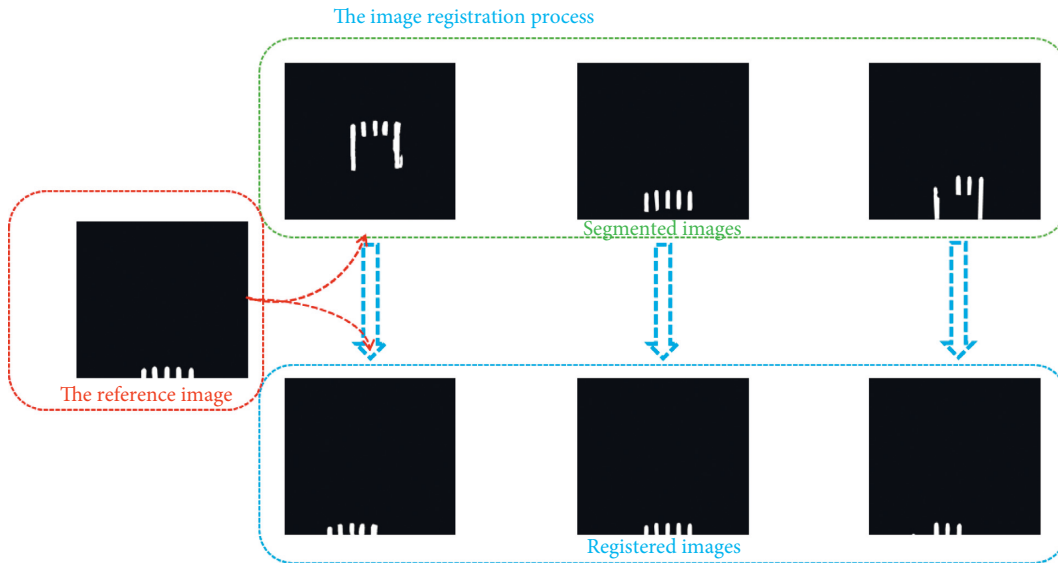 The image registration process
Segmented images
The reference image
Registered images